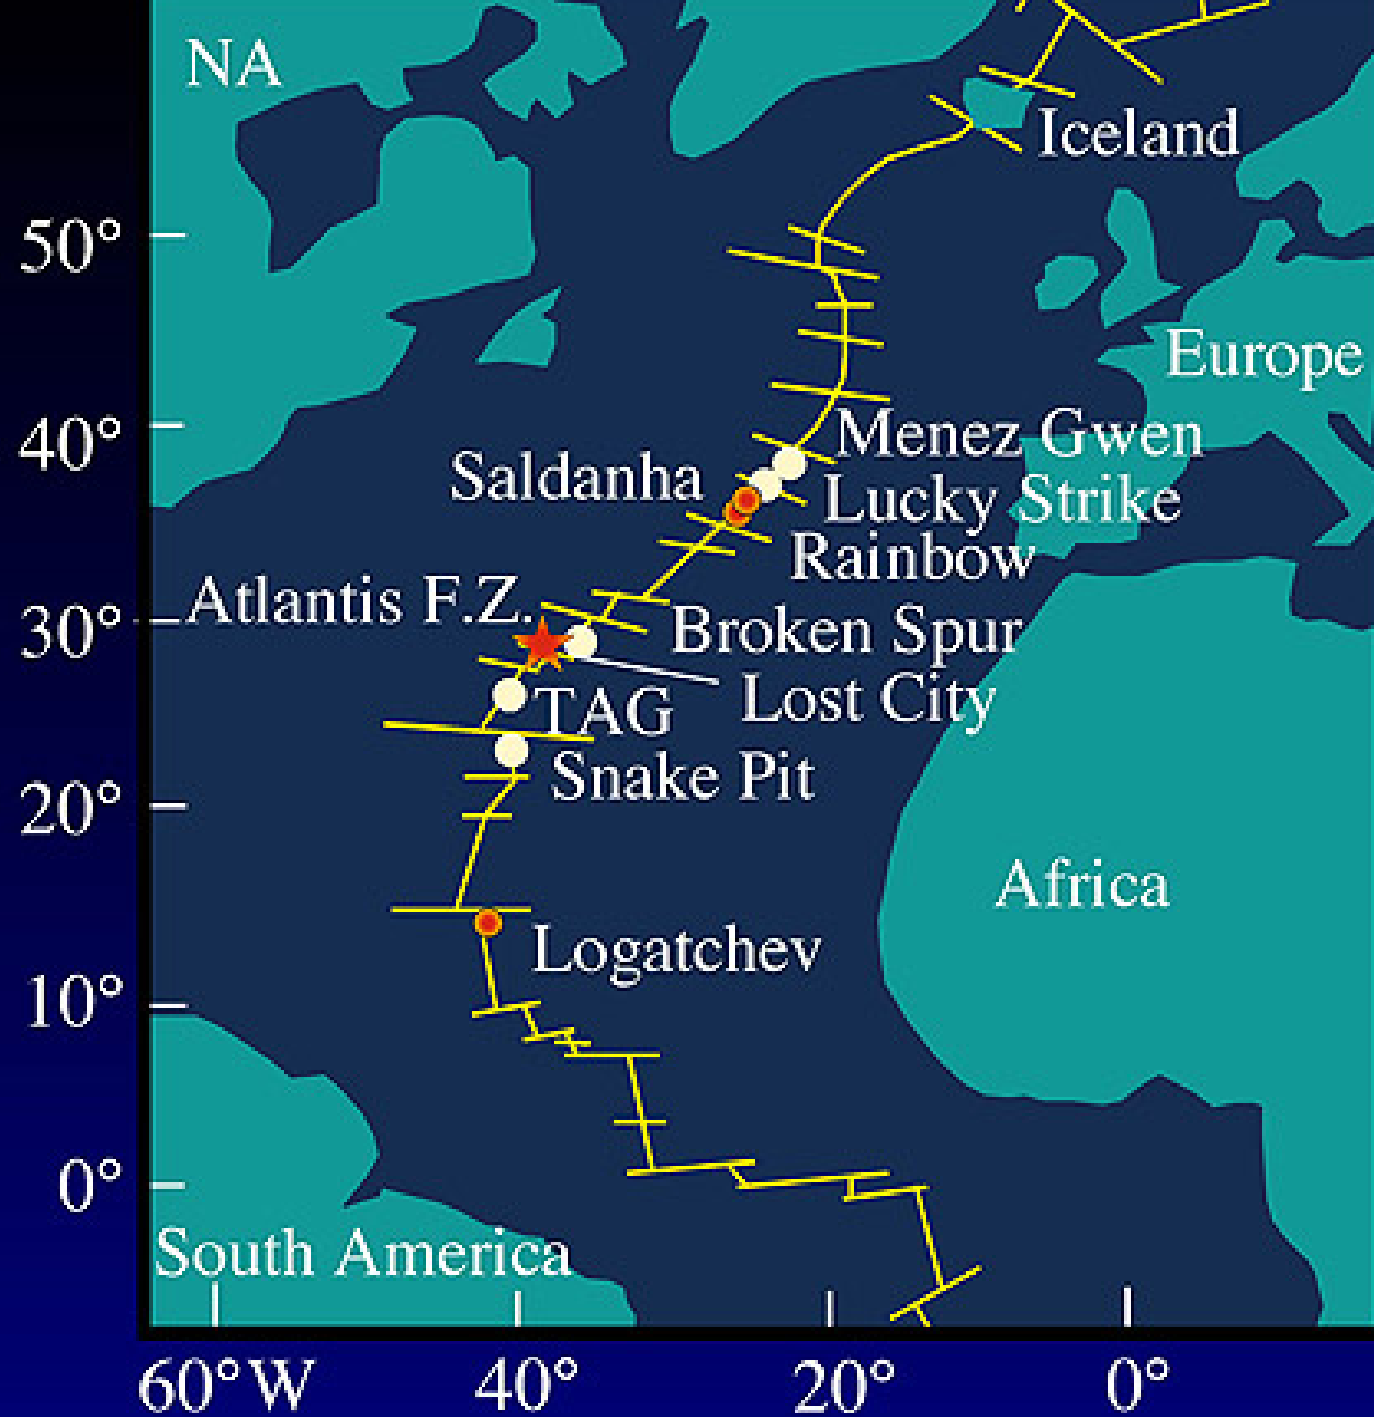 NA
Iceland
50°
Europe
40°
Menez Gwen
Saldanha
Lucky Strike
Rainbow
Atlantis F.Z.
30°
Broken Spur
Lost City
TAG
Snake Pit
20°
Africa
Logatchev
10°
0°
South America
60°W 40° 20° 0°